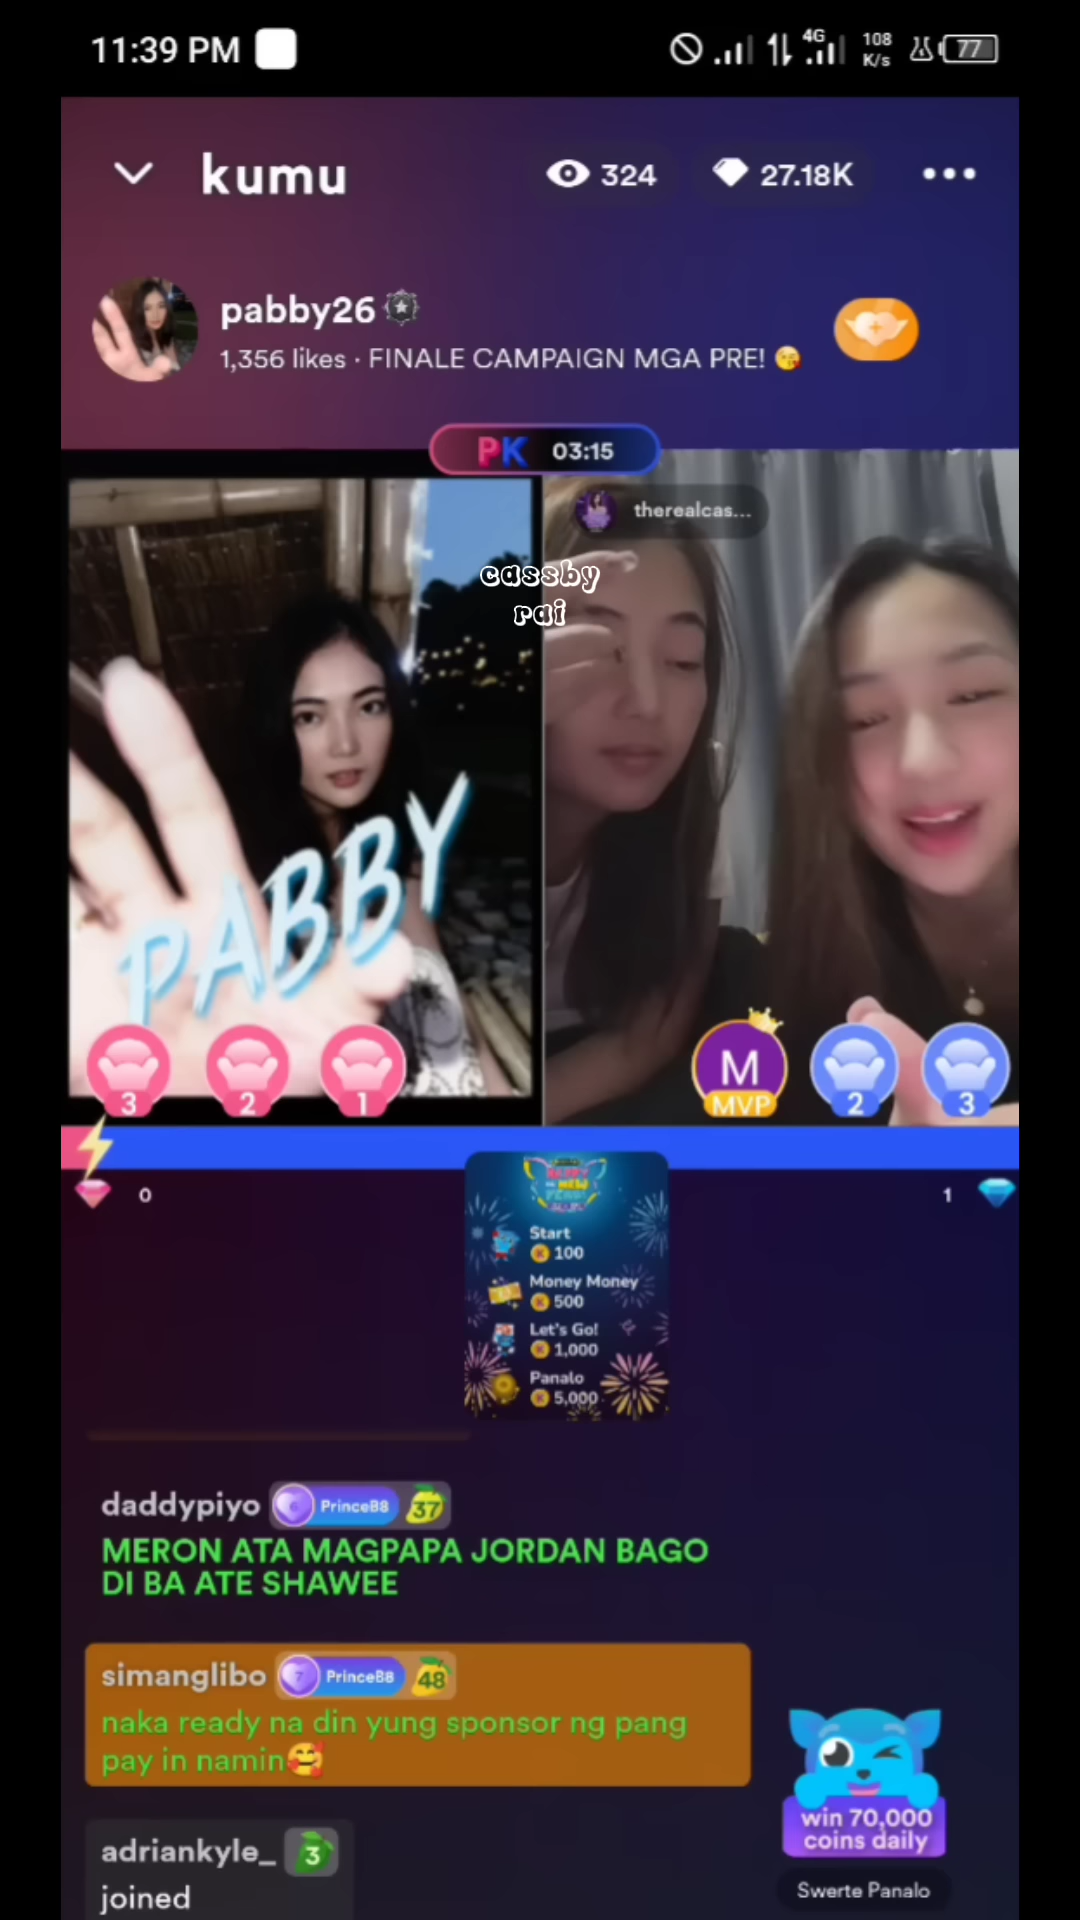 11:39 PM
4G
108
K/s
77
kumu
324
27.18K
pabby26
1,356 likes · FINALE CAMPAIGN MGA PRE! 😘
PK 03:15
therealcas...
cassby
rai
PABBY
3
2
1
M
MVP
2
3
0
1
Start
100
Money Money
500
Let's Go!
1,000
Panalo
5,000
daddypiyo 6 PrinceB8 37
MERON ATA MAGPAPA JORDAN BAGO
DI BA ATE SHAWEE
simanglibo 7 PrinceB8 48
naka ready na din yung sponsor ng pang
pay in namin🥰
win 70,000
coins daily
Swerte Panalo
adriankyle_ 3
joined